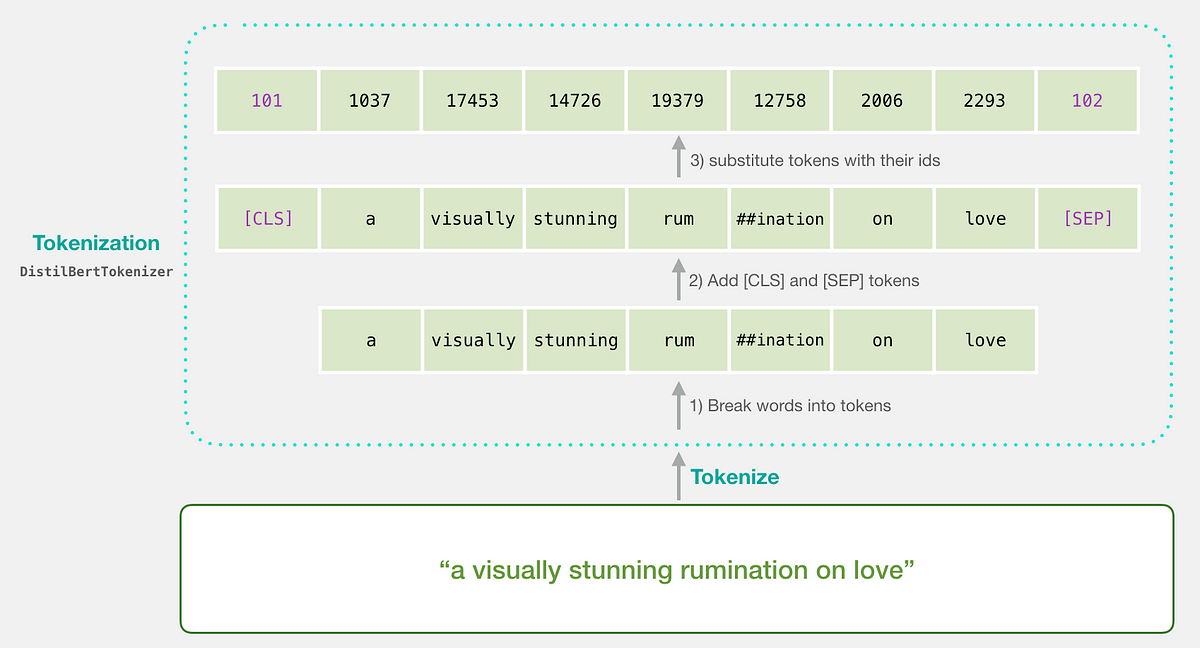 101 1037 17453 14726 19379 12758 2006 2293 102
3) substitute tokens with their ids
[CLS] a visually stunning rum ##ination on love [SEP]
Tokenization
DistilBertTokenizer
2) Add [CLS] and [SEP] tokens
a visually stunning rum ##ination on love
1) Break words into tokens
Tokenize
“a visually stunning rumination on love”